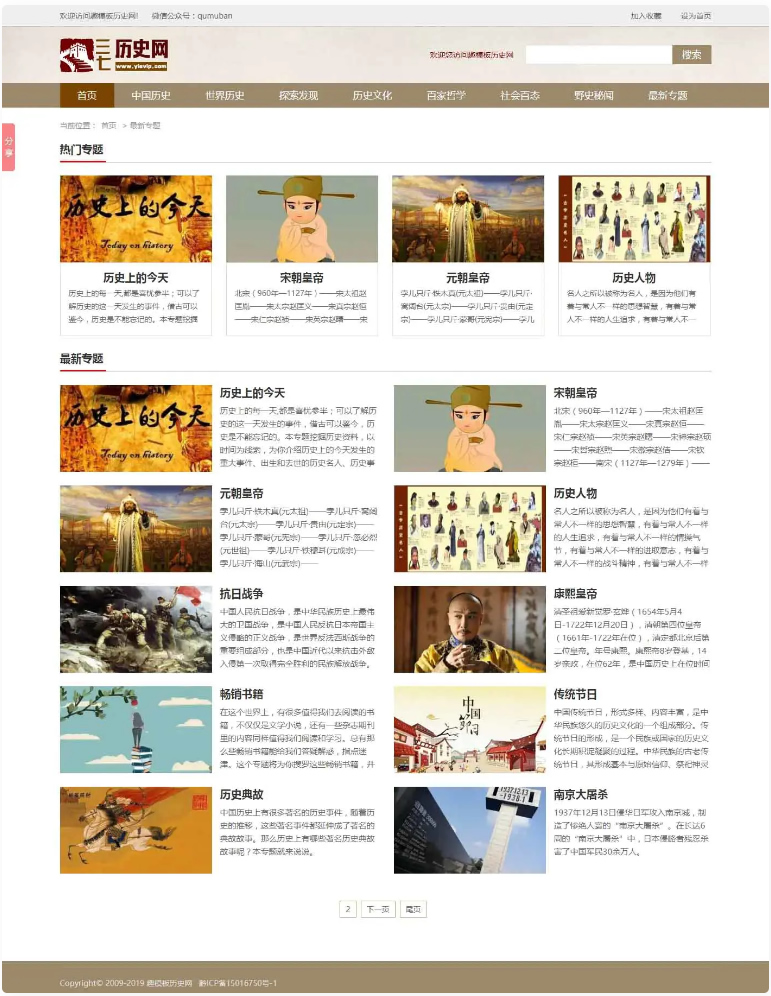 欢迎访问趣模板历史网! 微信公众号：qumuban
加入收藏 设为首页
三七 历史网
www.yievip.com
欢迎您访问趣模板历史网
搜索
首页 中国历史 世界历史 探索发现 历史文化 百家哲学 社会百态 野史秘闻 最新专题
分享
当前位置： 首页 > 最新专题
热门专题
历史上的今天
Today on history
历史上的今天
历史上的每一天,都是喜忧参半；可以了
解历史的这一天发生的事件，借古可以
鉴今，历史是不能忘记的。本专题挖掘
宋朝皇帝
北宋（960年—1127年）——宋太祖赵
匡胤——宋太宗赵匡义——宋真宗赵恒
——宋仁宗赵祯——宋英宗赵曙——宋
元朝皇帝
孛儿只斤·铁木真(元太祖)——孛儿只斤·
窝阔台(元太宗)——孛儿只斤·贵由(元定
宗)——孛儿只斤·蒙哥(元宪宗)——孛儿
历史人物
名人之所以被称为名人，是因为他们有
着与常人不一样的思想智慧，有着与常
人不一样的人生追求，有着与常人不一
最新专题
历史上的今天
Today on history
历史上的今天
历史上的每一天,都是喜忧参半；可以了解历
史的这一天发生的事件，借古可以鉴今，历
史是不能忘记的。本专题挖掘历史资料，以
时间为线索，为你介绍历史上的今天发生的
重大事件、出生和去世的历史名人、历史事
宋朝皇帝
北宋（960年—1127年）——宋太祖赵匡
胤——宋太宗赵匡义——宋真宗赵恒——
宋仁宗赵祯——宋英宗赵曙——宋神宗赵顼
——宋哲宗赵煦——宋徽宗赵佶——宋钦
宗赵桓——南宋（1127年—1279年）——
元朝皇帝
孛儿只斤·铁木真(元太祖)——孛儿只斤·窝阔
台(元太宗)——孛儿只斤·贵由(元定宗)——
孛儿只斤·蒙哥(元宪宗)——孛儿只斤·忽必烈
(元世祖)——孛儿只斤·铁穆耳(元成宗)——
孛儿只斤·海山(元武宗)——
历史人物
名人之所以被称为名人，是因为他们有着与
常人不一样的思想智慧，有着与常人不一样
的人生追求，有着与常人不一样的情操气
节，有着与常人不一样的进取意志，有着与
常人不一样的战斗精神，有着与常人不一样
抗日战争
中国人民抗日战争，是中华民族历史上最伟
大的卫国战争，是中国人民反抗日本帝国主
义侵略的正义战争，是世界反法西斯战争的
重要组成部分，也是中国近代以来抗击外敌
入侵第一次取得完全胜利的民族解放战争。
康熙皇帝
清圣祖爱新觉罗·玄烨（1654年5月4
日-1722年12月20日），清朝第四位皇帝
（1661年-1722年在位），清定都北京后第
二位皇帝。年号康熙。康熙帝8岁登基，14
岁亲政，在位62年，是中国历史上在位时间
畅销书籍
在这个世界上，有很多值得我们去阅读的书
籍，不仅仅是文学小说，还有一些杂志期刊
里的内容同样值得我们阅读和学习。总有那
么些畅销书籍能给我们答疑解惑，指点迷
津。这个专题将为你搜罗这些畅销书籍，并
中国
传统节日
中国传统节日，形式多样、内容丰富，是中
华民族悠久的历史文化的一个组成部分。传
统节日的形成，是一个民族或国家的历史文
化长期积淀凝聚的过程。中华民族的古老传
统节日，其形成基本与原始信仰、祭祀神灵
历史典故
中国历史上有很多著名的历史事件，随着历
史的推移，这些著名事件都延伸成了著名的
典故故事。那么历史上有哪些著名历史典故
故事呢？本专题就来说说。
1937.12.13
-1938.1
南京大屠杀
1937年12月13日侵华日军攻入南京城，制
造了惨绝人寰的“南京大屠杀”。在长达6
周的“南京大屠杀”中，日本侵略者残忍杀
害了中国军民30余万人。
2 下一页 尾页
Copyright© 2009-2019 趣模板历史网 黔ICP备15016750号-1